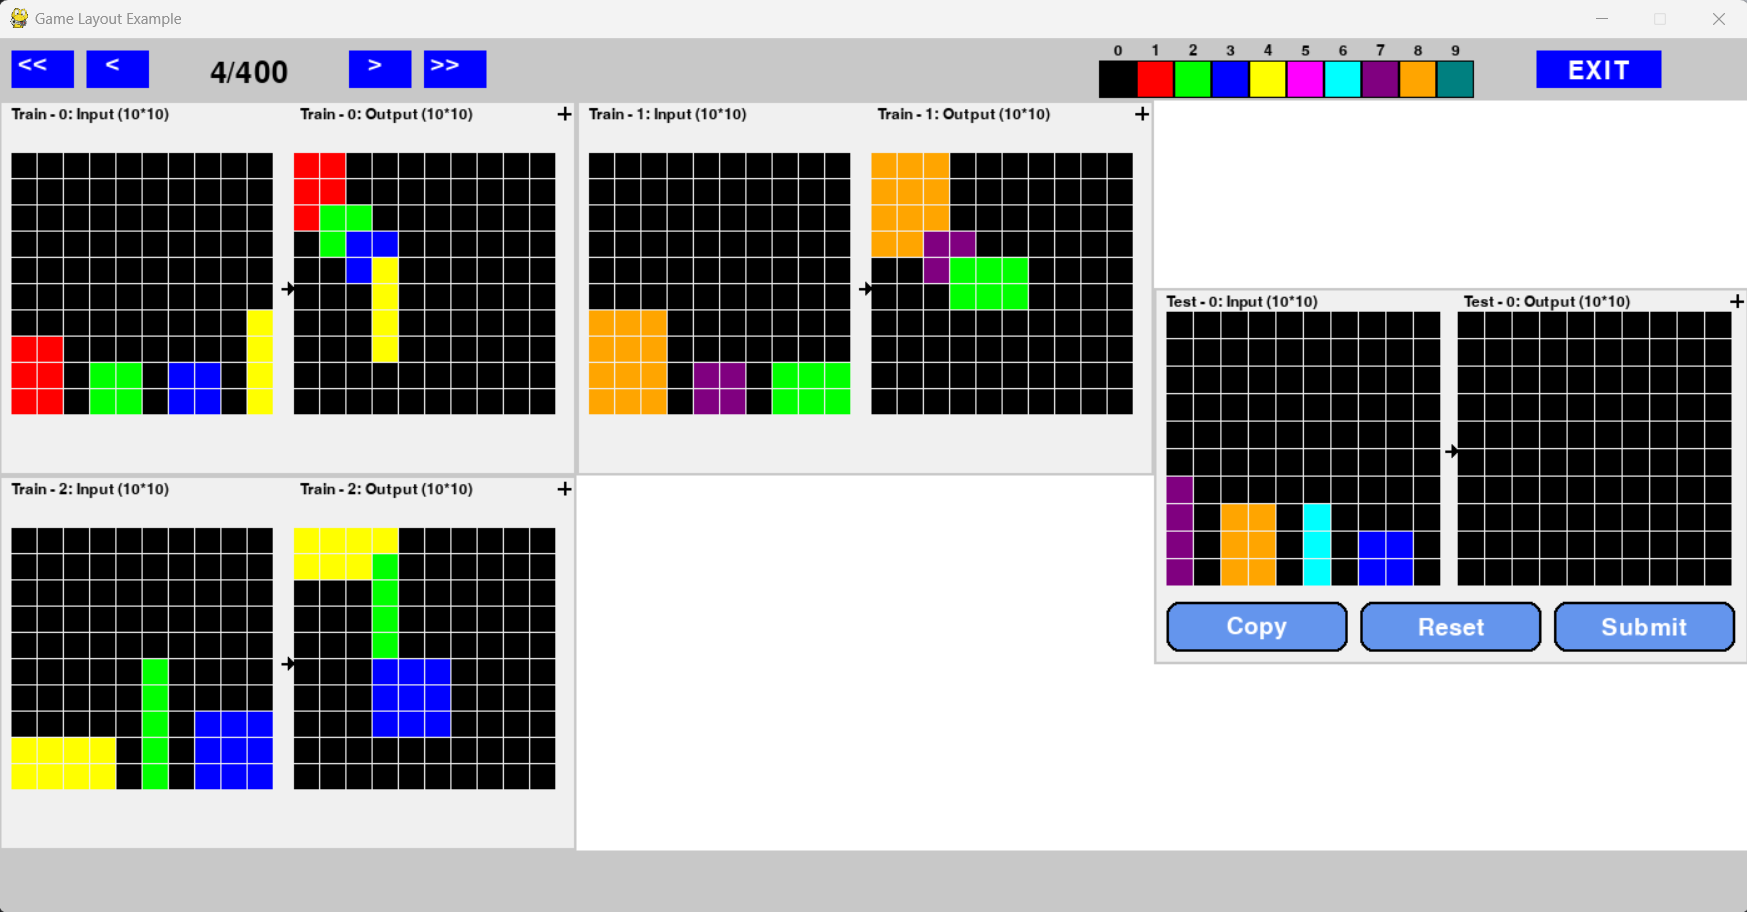 Game Layout Example
<< < 4/400 > >> 0 1 2 3 4 5 6 7 8 9 EXIT
Train - 0: Input (10*10) Train - 0: Output (10*10) + Train - 1: Input (10*10) Train - 1: Output (10*10) +
Test - 0: Input (10*10) Test - 0: Output (10*10) +
Train - 2: Input (10*10) Train - 2: Output (10*10) +
Copy Reset Submit